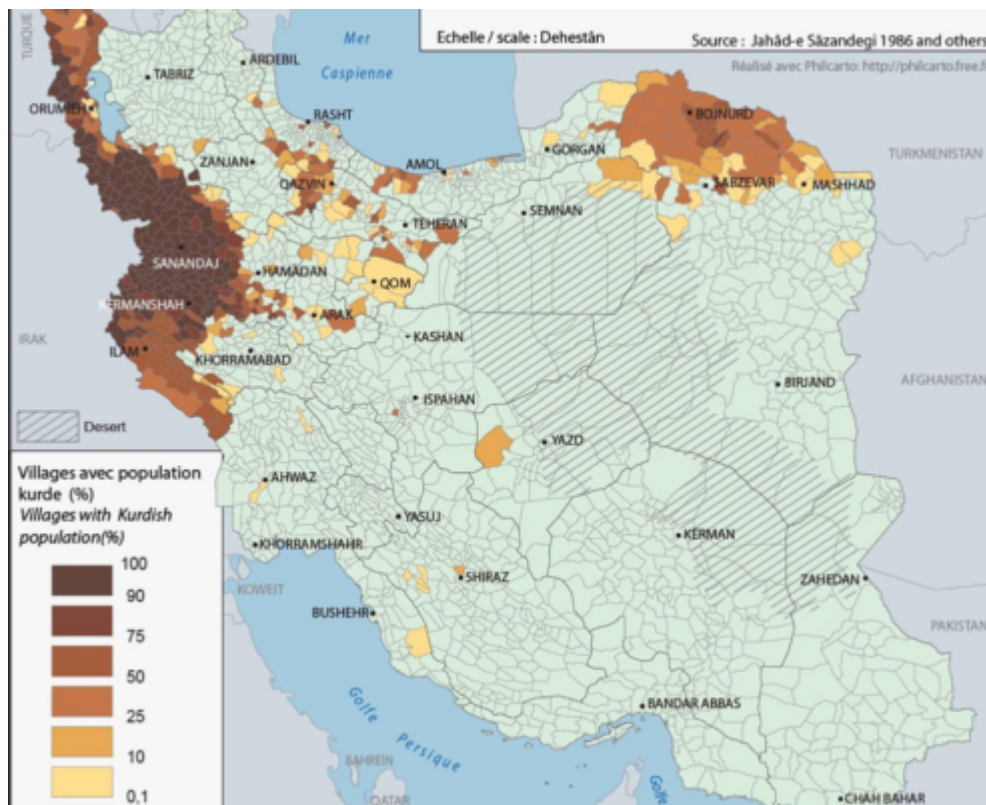 Echelle / scale : Dehestân
Source : Jahâd-e Sâzandegi 1986 and others
Réalisé avec Philcarto: http://philcarto.free.f
TURQUIE
Mer
Caspienne
ARDEBIL
TABRIZ
ORUMIEH
RASHT
BOJNURD
ZANJAN
AMOL
GORGAN
TURKMENISTAN
QAZVIN
SABZEVAR
MASHHAD
TEHERAN
SEMNAN
SANANDAJ
HAMADAN
QOM
KERMANSHAH
ARAK
IRAK
KASHAN
ILAM
KHORRAMABAD
BIRJAND
AFGHANISTAN
ISPAHAN
Desert
YAZD
Villages avec population
kurde (%)
Villages with Kurdish
population(%)
100
90
75
50
25
10
0,1
AHWAZ
YASUJ
KERMAN
KHORRAMSHAHR
SHIRAZ
ZAHEDAN
KOWEIT
BUSHEHR
PAKISTAN
Golfe
Persique
BANDAR ABBAS
BAHREIN
QATAR
Golfe
CHAH BAHAR